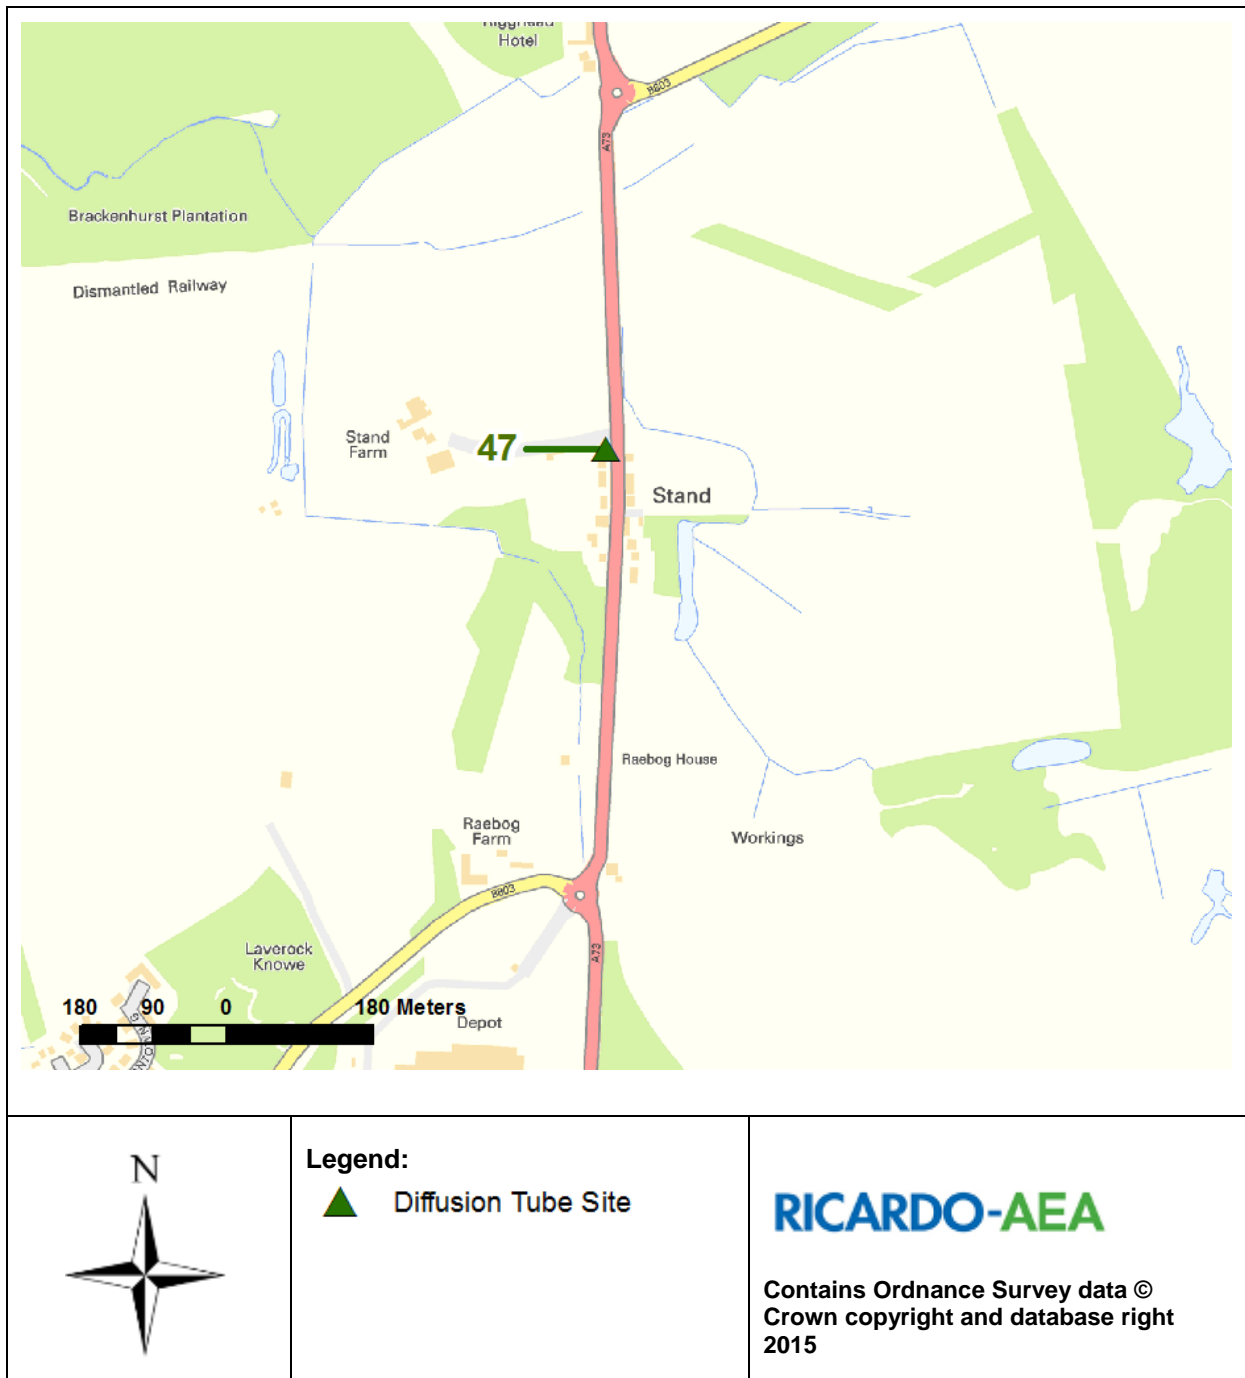 Hotel
B803
A73
Brackenhurst Plantation
Dismantled Railway
Stand
Farm
47
Stand
Raebog House
Raebog
Farm
Workings
B803
Laverock
Knowe
A73
180 90 0 180 Meters
Depot
N
Legend:
Diffusion Tube Site
RICARDO-AEA
Contains Ordnance Survey data ©
Crown copyright and database right
2015